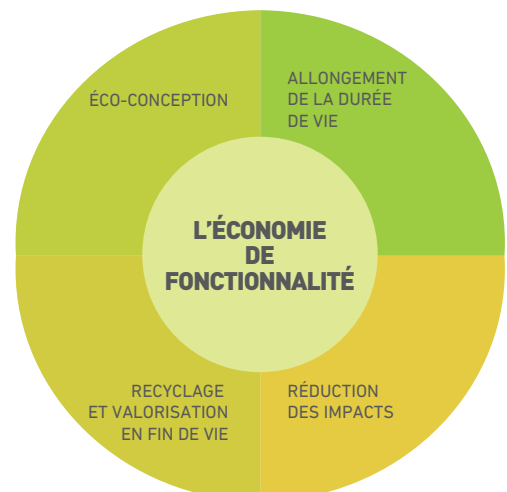 ÉCO-CONCEPTION
ALLONGEMENT
DE LA DURÉE
DE VIE
L'ÉCONOMIE
DE
FONCTIONNALITÉ
RECYCLAGE
ET VALORISATION
EN FIN DE VIE
RÉDUCTION
DES IMPACTS